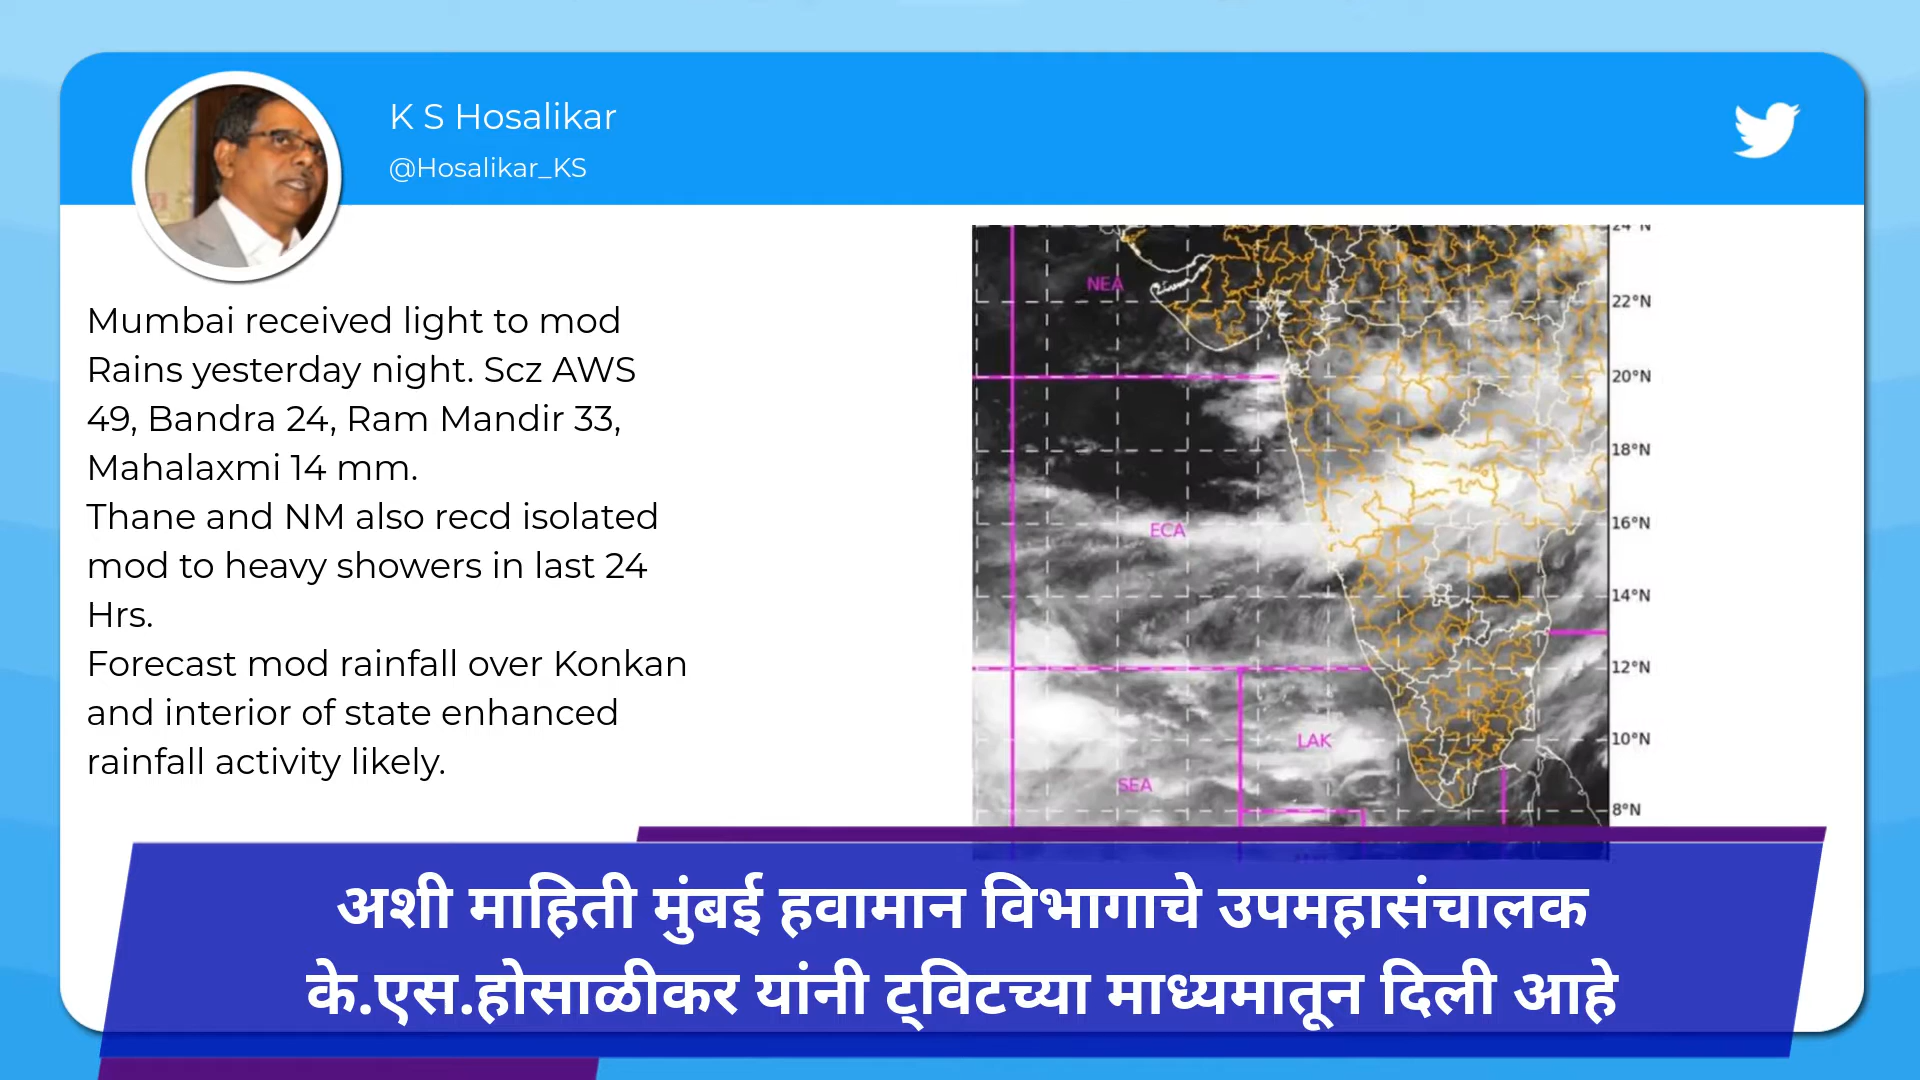 K S Hosalikar
@Hosalikar_KS
Mumbai received light to mod
Rains yesterday night. Scz AWS
49, Bandra 24, Ram Mandir 33,
Mahalaxmi 14 mm.
Thane and NM also recd isolated
mod to heavy showers in last 24
Hrs.
Forecast mod rainfall over Konkan
and interior of state enhanced
rainfall activity likely.
24°N
NEA
22°N
20°N
18°N
16°N
ECA
14°N
12°N
10°N
LAK
SEA
8°N
अशी माहिती मुंबई हवामान विभागाचे उपमहासंचालक
के.एस.होसाळीकर यांनी ट्विटच्या माध्यमातून दिली आहे